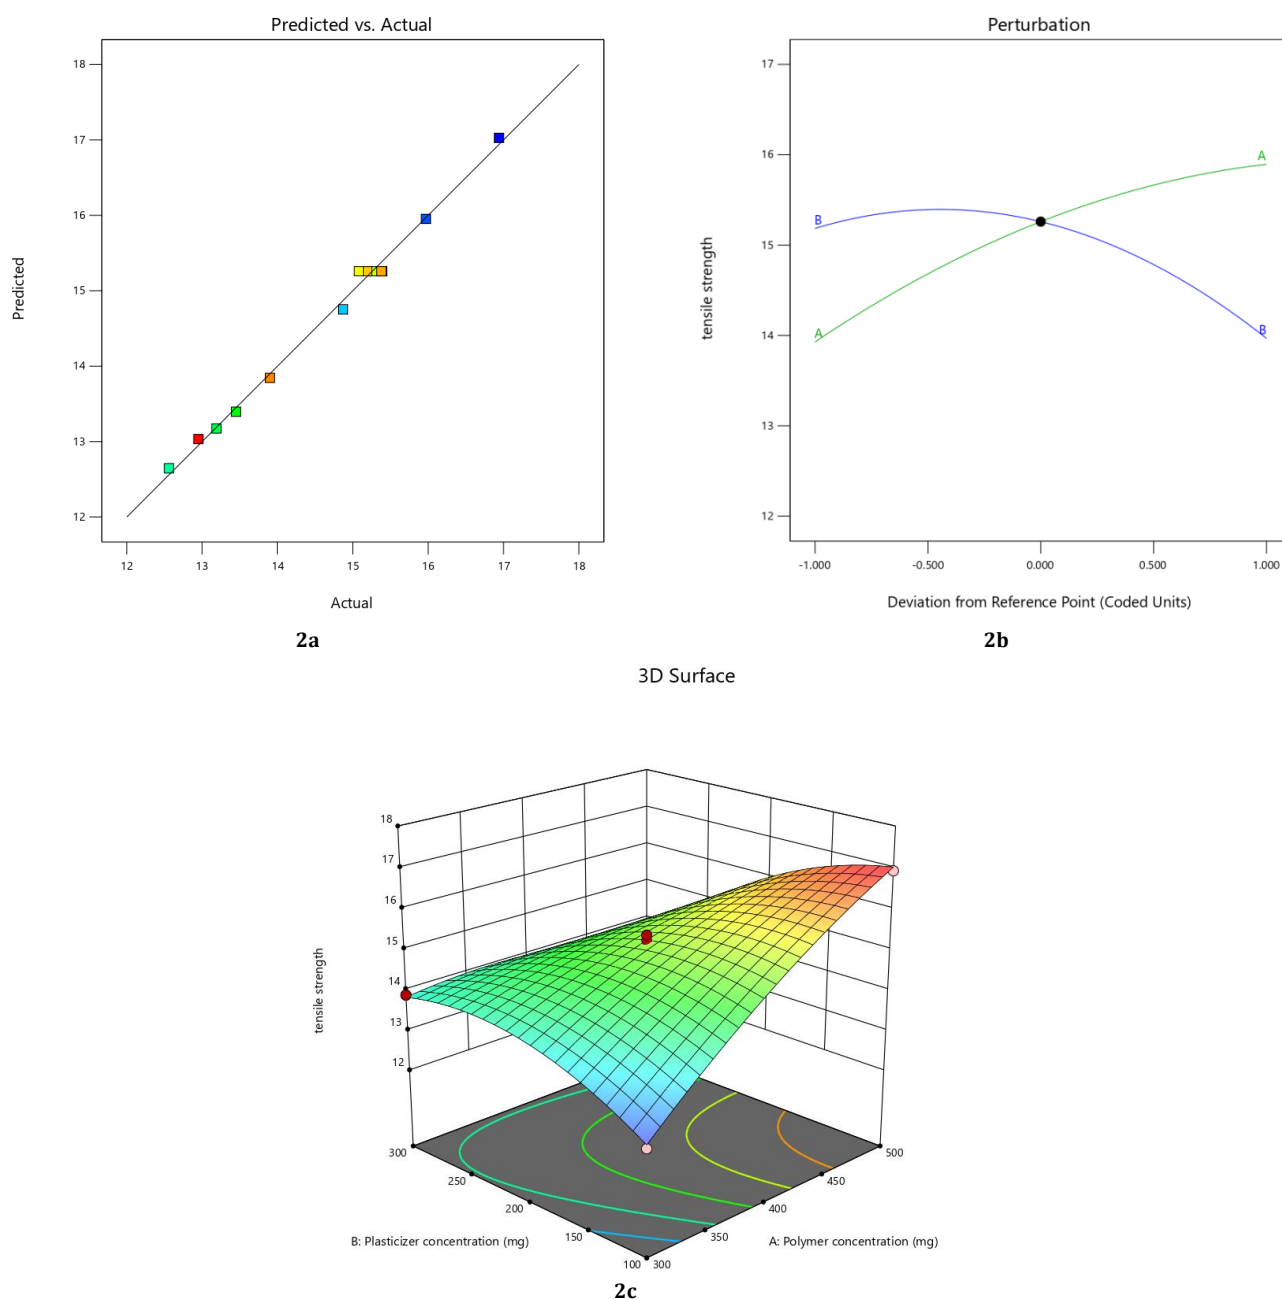 Predicted vs. Actual
18
17
16
15
14
13
12
Predicted
12 13 14 15 16 17 18
Actual
2a
Perturbation
17
16
15
14
13
12
tensile strength
A
B
A
B
-1.000 -0.500 0.000 0.500 1.000
Deviation from Reference Point (Coded Units)
2b
3D Surface
18
17
16
15
14
13
12
tensile strength
300 500
250 450
200 400
150 350
100 300
B: Plasticizer concentration (mg) A: Polymer concentration (mg)
2c